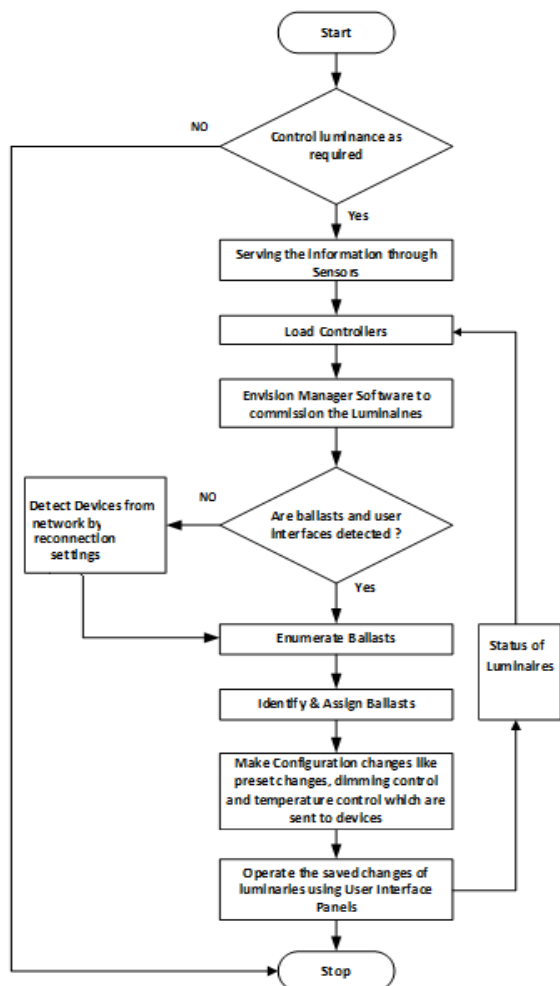 Start
NO
Control luminance as
required
Yes
Serving the information through
Sensors
Load Controllers
Envision Manager Software to
commission the Luminaines
Detect Devices from
network by
reconnection
settings
NO
Are ballasts and user
interfaces detected ?
Yes
Enumerate Ballasts
Status of
Luminaires
Identify & Assign Ballasts
Make Configuration changes like
preset changes, dimming control
and temperature control which are
sent to devices
Operate the saved changes of
luminaries using User Interface
Panels
Stop